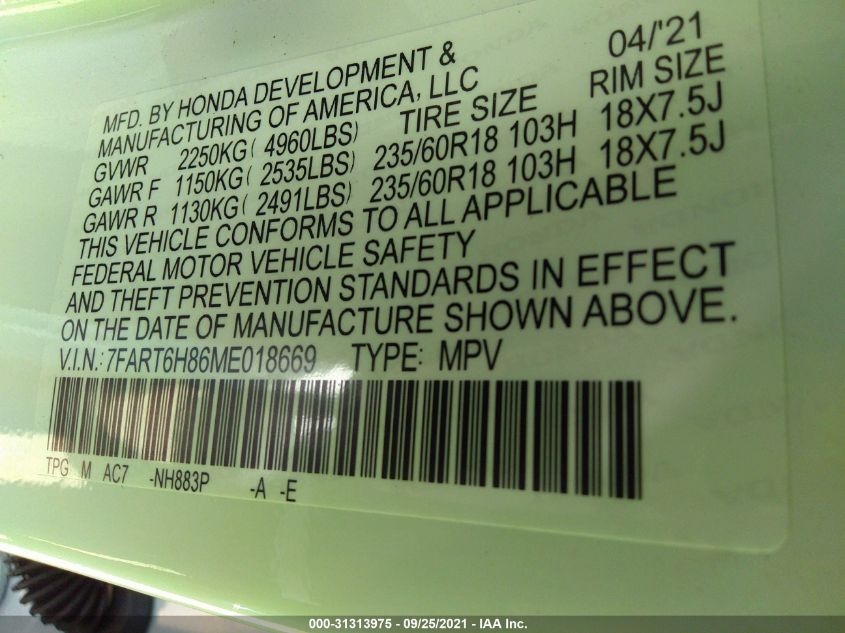 MFD. BY HONDA DEVELOPMENT & 04/'21
MANUFACTURING OF AMERICA, LLC
GVWR 2250KG( 4960LBS) TIRE SIZE RIM SIZE
GAWR F 1150KG( 2535LBS) 235/60R18 103H 18X7.5J
GAWR R 1130KG( 2491LBS) 235/60R18 103H 18X7.5J
THIS VEHICLE CONFORMS TO ALL APPLICABLE
FEDERAL MOTOR VEHICLE SAFETY
AND THEFT PREVENTION STANDARDS IN EFFECT
ON THE DATE OF MANUFACTURE SHOWN ABOVE.
V.I.N.: 7FART6H86ME018669 TYPE: MPV
TPG M AC7 -NH883P -A -E
000-31313975 - 09/25/2021 - IAA Inc.